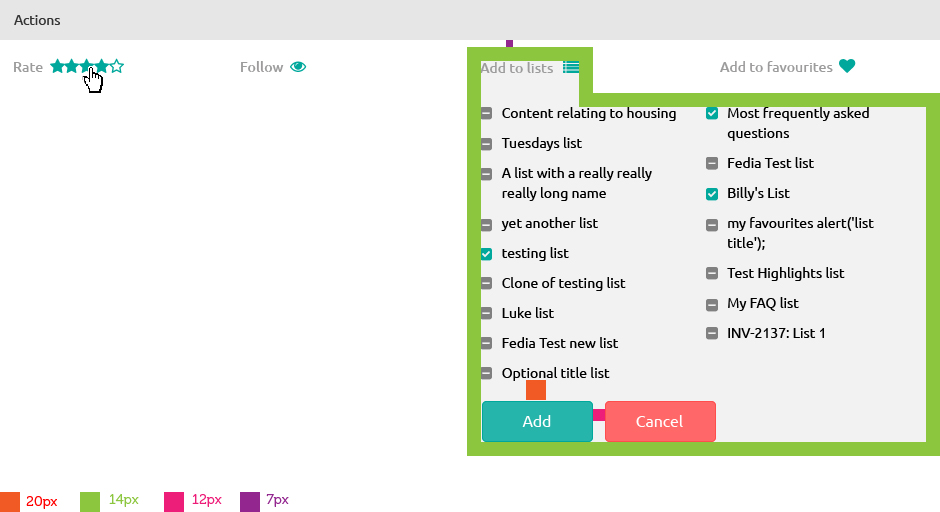 Actions
Rate
Follow
Add to lists
Add to favourites
Content relating to housing
Tuesdays list
A list with a really really
really long name
yet another list
testing list
Clone of testing list
Luke list
Fedia Test new list
Optional title list
Most frequently asked
questions
Fedia Test list
Billy's List
my favourites alert('list
title');
Test Highlights list
My FAQ list
INV-2137: List 1
Add
Cancel
20px
14px
12px
7px